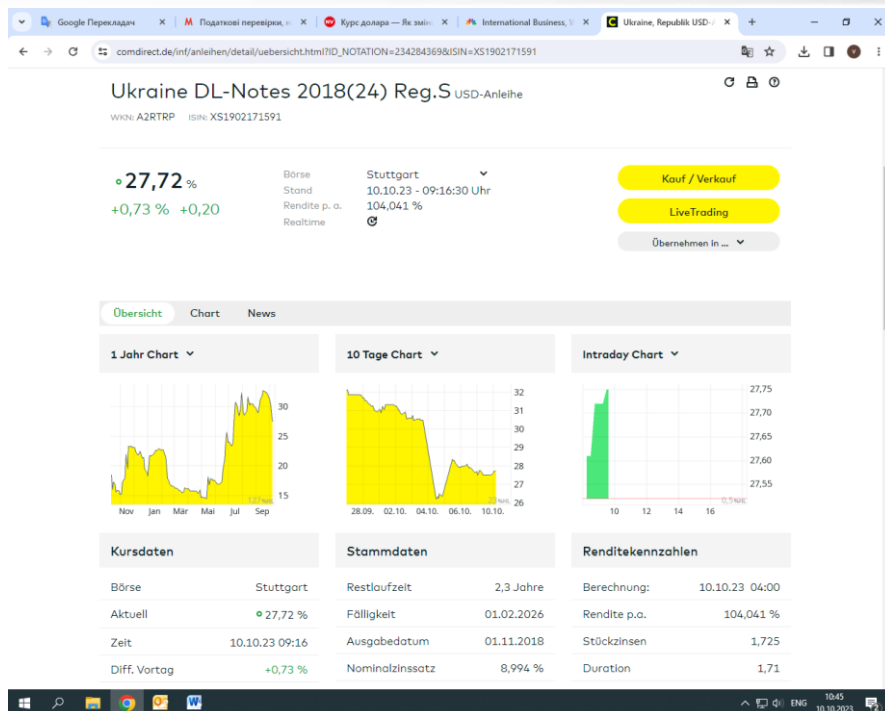 Google Перекладач
Податкові перевірки, н
Курс долара — Як зміни
International Business, W
Ukraine, Republik USD-A
comdirect.de/inf/anleihen/detail/uebersicht.html?ID_NOTATION=234284369&ISIN=XS1902171591
Ukraine DL-Notes 2018(24) Reg.S USD-Anleihe
WKN: A2RTRP ISIN: XS1902171591
27,72 %
+0,73 % +0,20
Börse Stuttgart
Stand 10.10.23 - 09:16:30 Uhr
Rendite p. a. 104,041 %
Realtime
Kauf / Verkauf
LiveTrading
Übernehmen in ...
Übersicht Chart News
1 Jahr Chart
30
25
20
15
Nov Jan Mär Mai Jul Sep
10 Tage Chart
32
31
30
29
28
27
26
28.09. 02.10. 04.10. 06.10. 10.10.
Intraday Chart
27,75
27,70
27,65
27,60
27,55
10 12 14 16
Kursdaten
Börse Stuttgart
Aktuell 27,72 %
Zeit 10.10.23 09:16
Diff. Vortag +0,73 %
Stammdaten
Restlaufzeit 2,3 Jahre
Fälligkeit 01.02.2026
Ausgabedatum 01.11.2018
Nominalzinssatz 8,994 %
Renditekennzahlen
Berechnung: 10.10.23 04:00
Rendite p.a. 104,041 %
Stückzinsen 1,725
Duration 1,71
ENG
10:45
10.10.2023